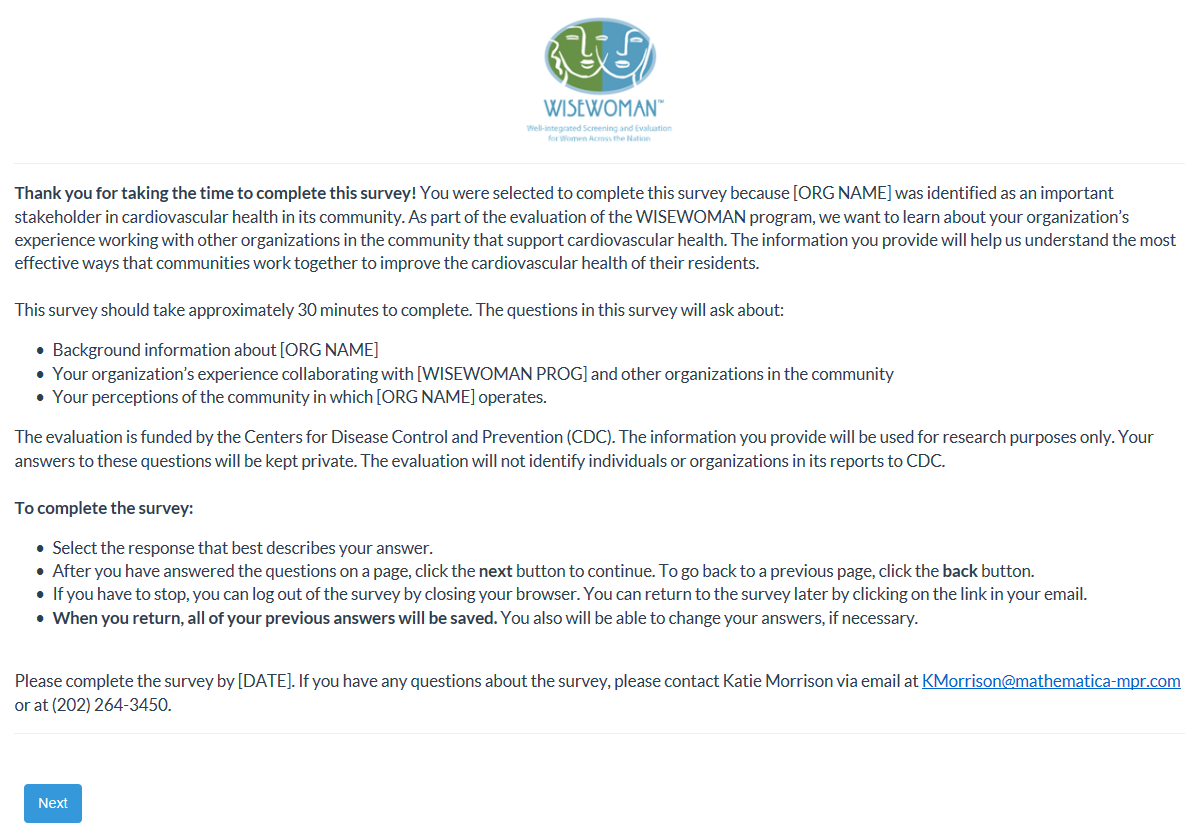 WISEWOMAN™
Well-Integrated Screening and Evaluation
for Women Across the Nation
Thank you for taking the time to complete this survey! You were selected to complete this survey because [ORG NAME] was identified as an important
stakeholder in cardiovascular health in its community. As part of the evaluation of the WISEWOMAN program, we want to learn about your organization’s
experience working with other organizations in the community that support cardiovascular health. The information you provide will help us understand the most
effective ways that communities work together to improve the cardiovascular health of their residents.
This survey should take approximately 30 minutes to complete. The questions in this survey will ask about:
• Background information about [ORG NAME]
• Your organization’s experience collaborating with [WISEWOMAN PROG] and other organizations in the community
• Your perceptions of the community in which [ORG NAME] operates.
The evaluation is funded by the Centers for Disease Control and Prevention (CDC). The information you provide will be used for research purposes only. Your
answers to these questions will be kept private. The evaluation will not identify individuals or organizations in its reports to CDC.
To complete the survey:
• Select the response that best describes your answer.
• After you have answered the questions on a page, click the next button to continue. To go back to a previous page, click the back button.
• If you have to stop, you can log out of the survey by closing your browser. You can return to the survey later by clicking on the link in your email.
• When you return, all of your previous answers will be saved. You also will be able to change your answers, if necessary.
Please complete the survey by [DATE]. If you have any questions about the survey, please contact Katie Morrison via email at KMorrison@mathematica-mpr.com
or at (202) 264-3450.
Next